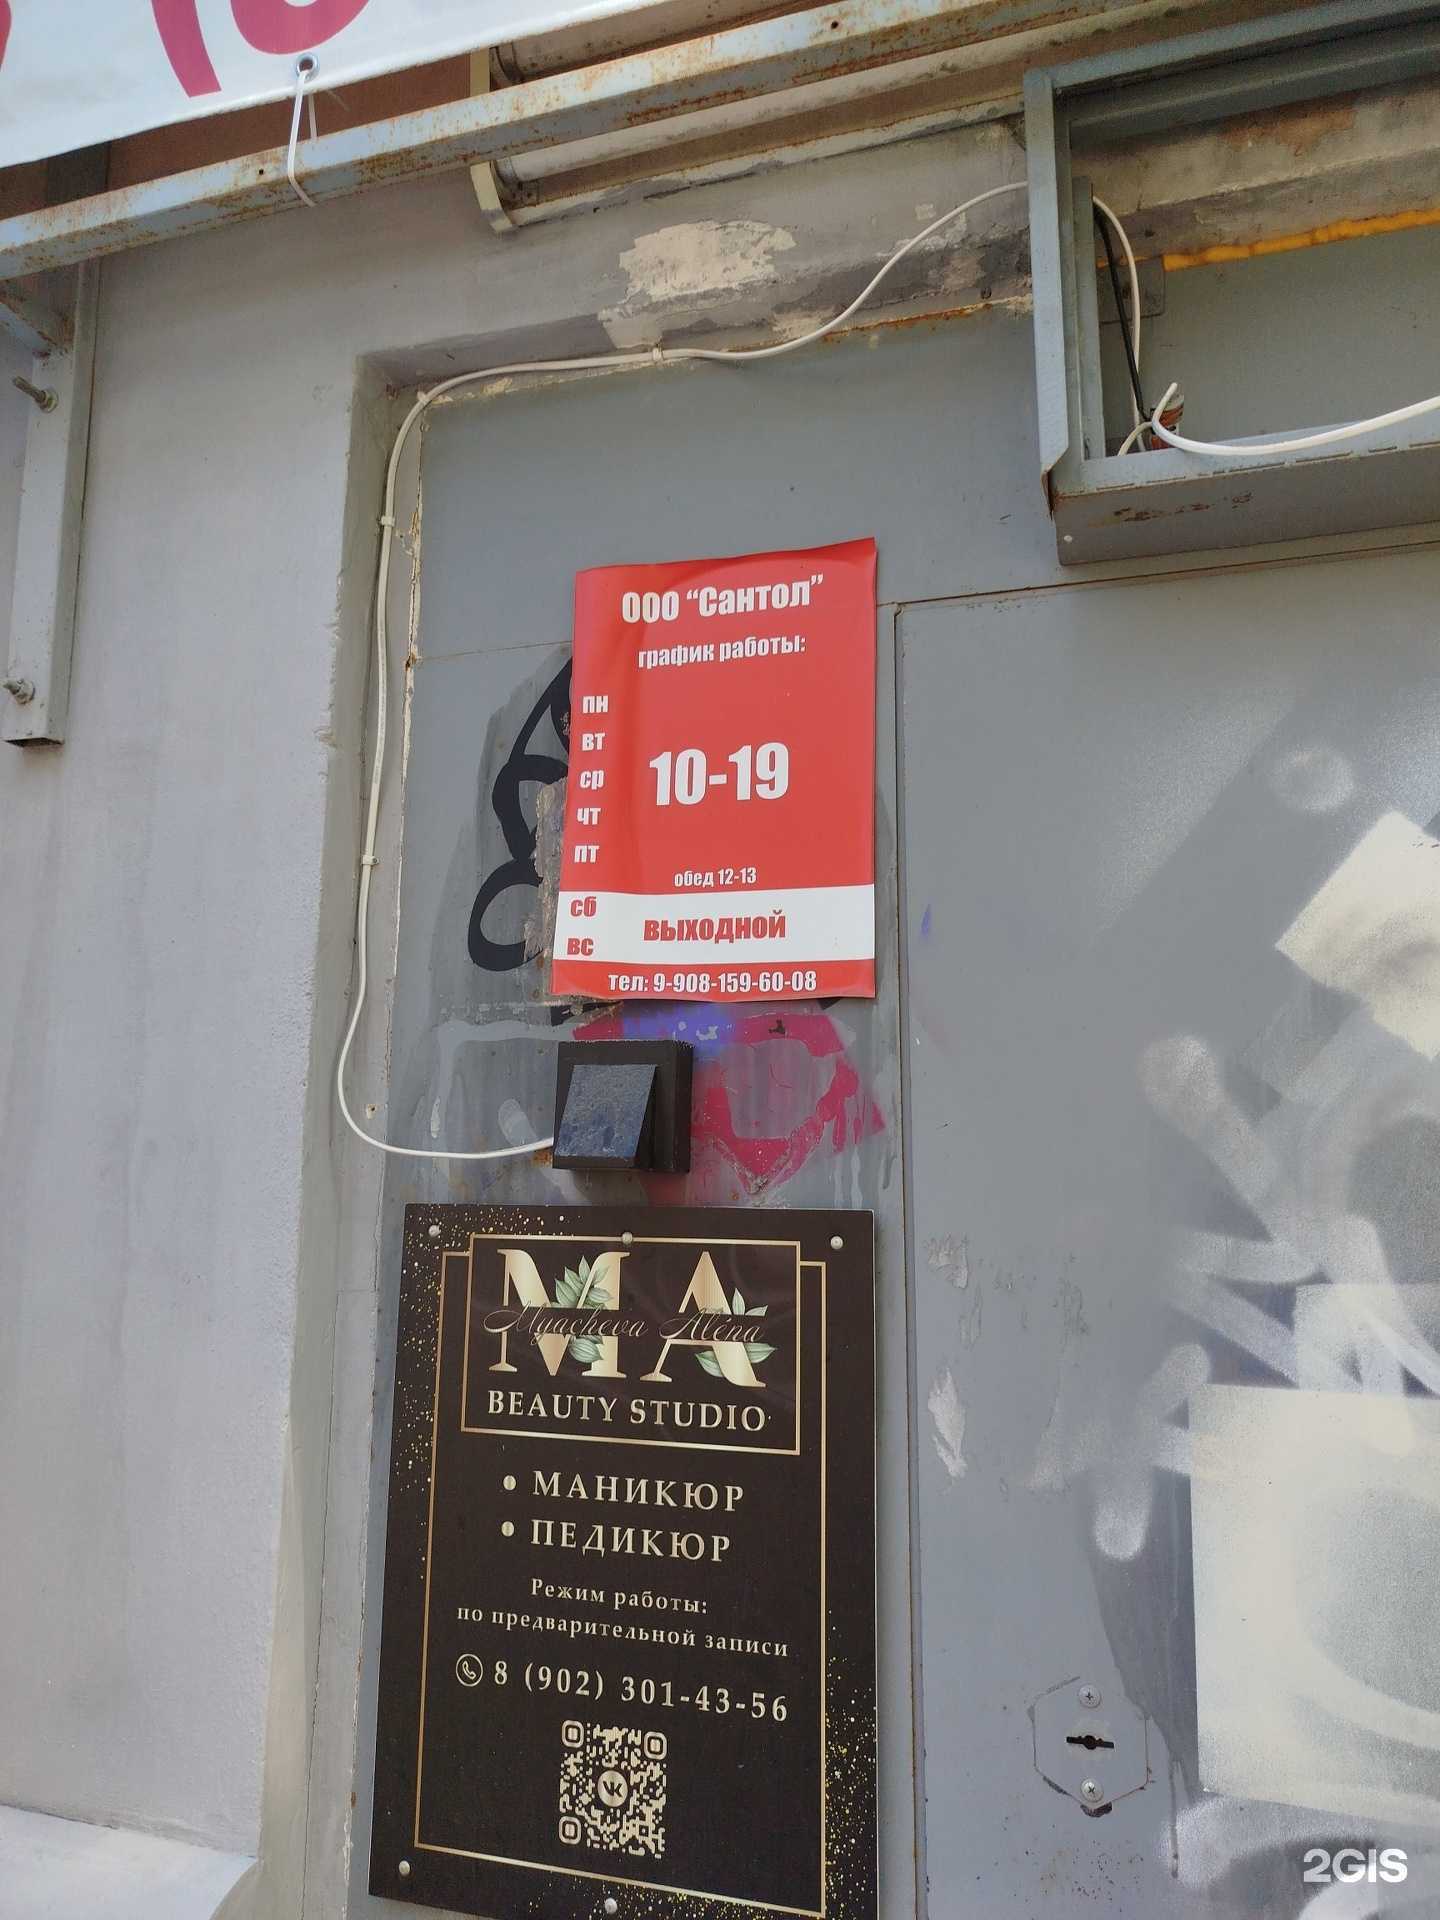 ООО “Сантол”
график работы:
пн
вт
ср
чт
пт
10-19
обед 12-13
сб
вс
выходной
тел: 9-908-159-60-08
MA
Myacheva Alёna
BEAUTY STUDIO
• МАНИКЮР
• ПЕДИКЮР
Режим работы:
по предварительной записи
8 (902) 301-43-56
2GIS